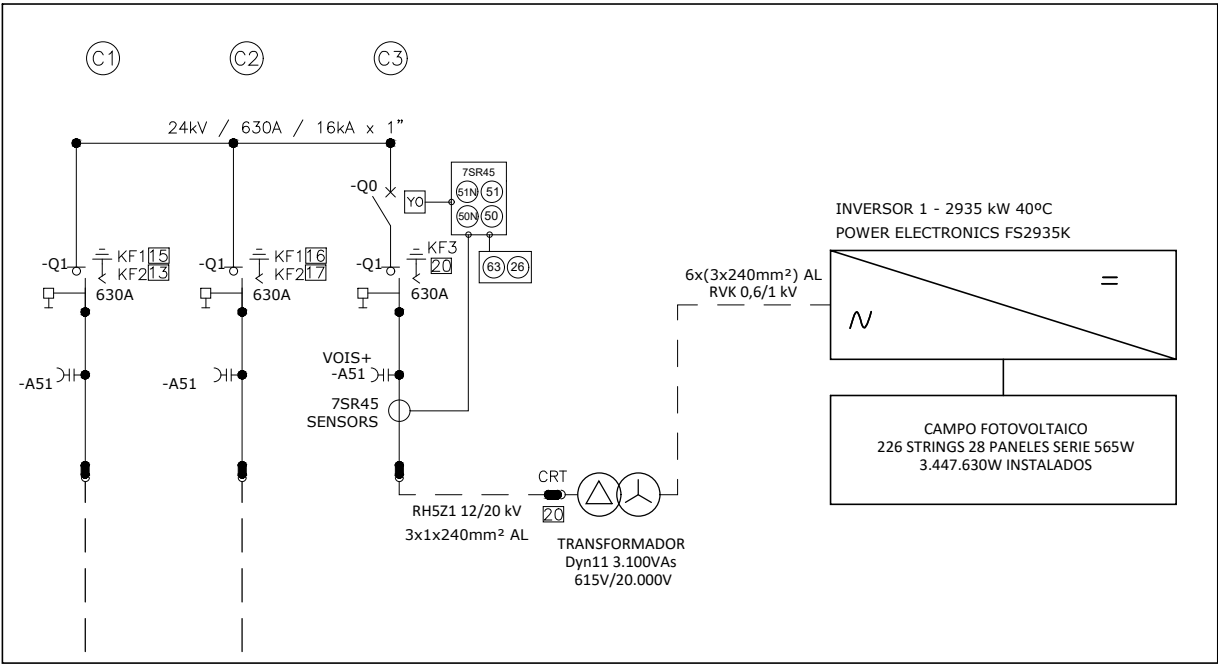 C1
C2
C3
24kV / 630A / 16kA x 1”
-Q0
Y0
7SR45
51N 51
50N 50
63 26
-Q1
KF1 15
KF2 13
630A
-Q1
KF1 16
KF2 17
630A
-Q1
KF3
20
630A
-A51
-A51
VOIS+
-A51
7SR45
SENSORS
RH5Z1 12/20 kV
3x1x240mm² AL
CRT
20
TRANSFORMADOR
Dyn11 3.100VAs
615V/20.000V
6x(3x240mm²) AL
RVK 0,6/1 kV
INVERSOR 1 - 2935 kW 40ºC
POWER ELECTRONICS FS2935K
CAMPO FOTOVOLTAICO
226 STRINGS 28 PANELES SERIE 565W
3.447.630W INSTALADOS